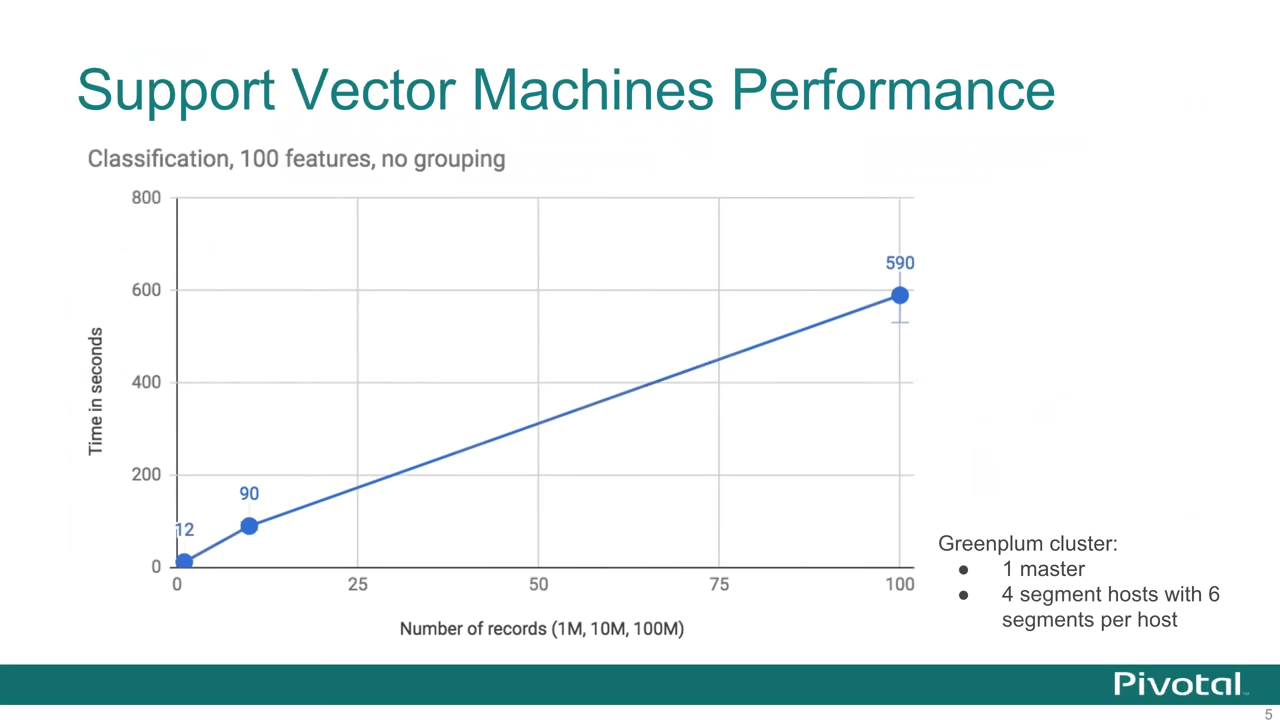 Support Vector Machines Performance
Classification, 100 features, no grouping
800
600
400
200
0
Time in seconds
12
90
590
0 25 50 75 100
Number of records (1M, 10M, 100M)
Greenplum cluster:
● 1 master
● 4 segment hosts with 6
segments per host
Pivotal™
5